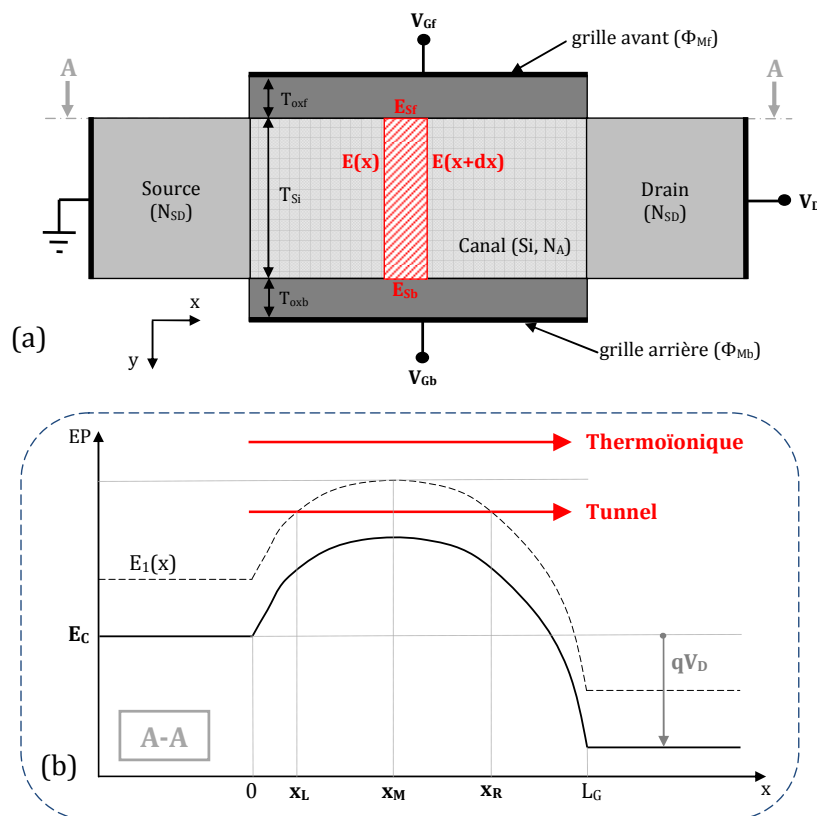 V_Gf
grille avant (Φ_Mf)
A
A
T_oxf
E_Sf
E(x)
E(x+dx)
Source
(N_SD)
T_Si
Drain
(N_SD)
V_D
Canal (Si, N_A)
E_Sb
T_oxb
x
y
(a)
grille arrière (Φ_Mb)
V_Gb
EP
Thermoïonique
Tunnel
E_1(x)
E_C
qV_D
A-A
(b)
0
x_L
x_M
x_R
L_G
x